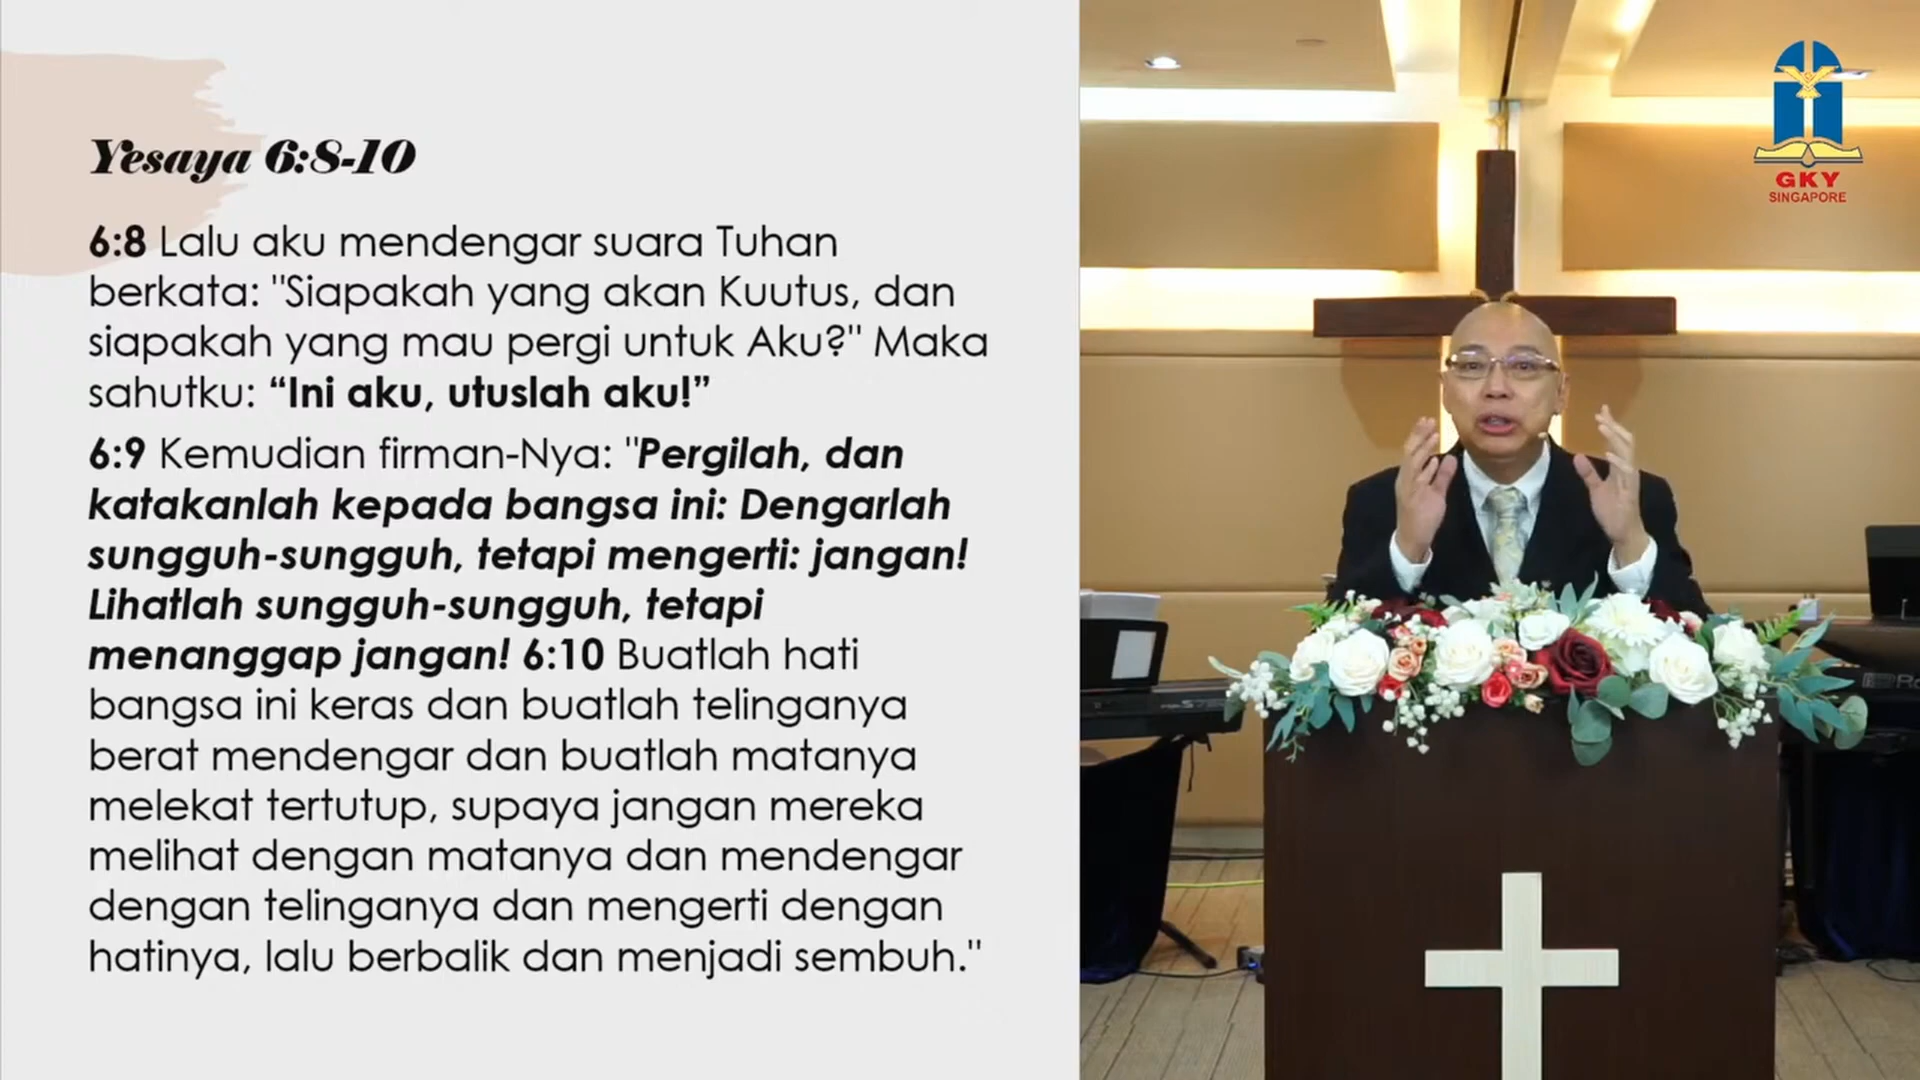 Yesaya 6:8-10
6:8 Lalu aku mendengar suara Tuhan
berkata: "Siapakah yang akan Kuutus, dan
siapakah yang mau pergi untuk Aku?" Maka
sahutku: “Ini aku, utuslah aku!”
6:9 Kemudian firman-Nya: "Pergilah, dan
katakanlah kepada bangsa ini: Dengarlah
sungguh-sungguh, tetapi mengerti: jangan!
Lihatlah sungguh-sungguh, tetapi
menanggap jangan! 6:10 Buatlah hati
bangsa ini keras dan buatlah telinganya
berat mendengar dan buatlah matanya
melekat tertutup, supaya jangan mereka
melihat dengan matanya dan mendengar
dengan telinganya dan mengerti dengan
hatinya, lalu berbalik dan menjadi sembuh."
GKY
SINGAPORE